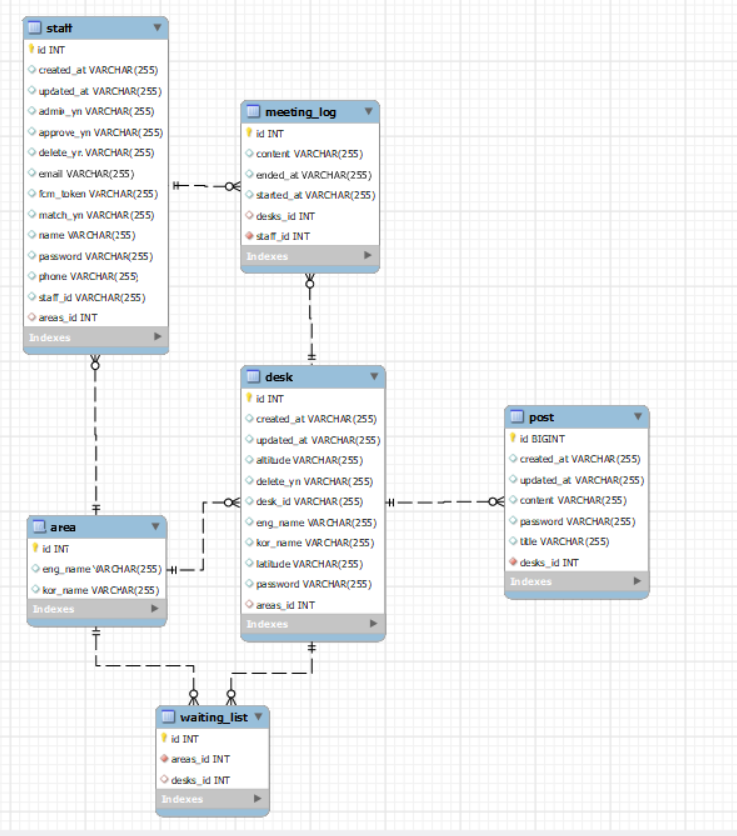 staff
id INT
created_at VARCHAR(255)
updated_at VARCHAR(255)
admin_yn VARCHAR(255)
approve_yn VARCHAR(255)
delete_yn VARCHAR(255)
email VARCHAR(255)
fcm_token VARCHAR(255)
match_yn VARCHAR(255)
name VARCHAR(255)
password VARCHAR(255)
phone VARCHAR(255)
staff_id VARCHAR(255)
areas_id INT
Indexes
meeting_log
id INT
content VARCHAR(255)
ended_at VARCHAR(255)
started_at VARCHAR(255)
desks_id INT
staff_id INT
Indexes
desk
id INT
created_at VARCHAR(255)
updated_at VARCHAR(255)
altitude VARCHAR(255)
delete_yn VARCHAR(255)
desk_id VARCHAR(255)
eng_name VARCHAR(255)
kor_name VARCHAR(255)
latitude VARCHAR(255)
password VARCHAR(255)
areas_id INT
Indexes
post
id BIGINT
created_at VARCHAR(255)
updated_at VARCHAR(255)
content VARCHAR(255)
password VARCHAR(255)
title VARCHAR(255)
desks_id INT
Indexes
area
id INT
eng_name VARCHAR(255)
kor_name VARCHAR(255)
Indexes
waiting_list
id INT
areas_id INT
desks_id INT
Indexes